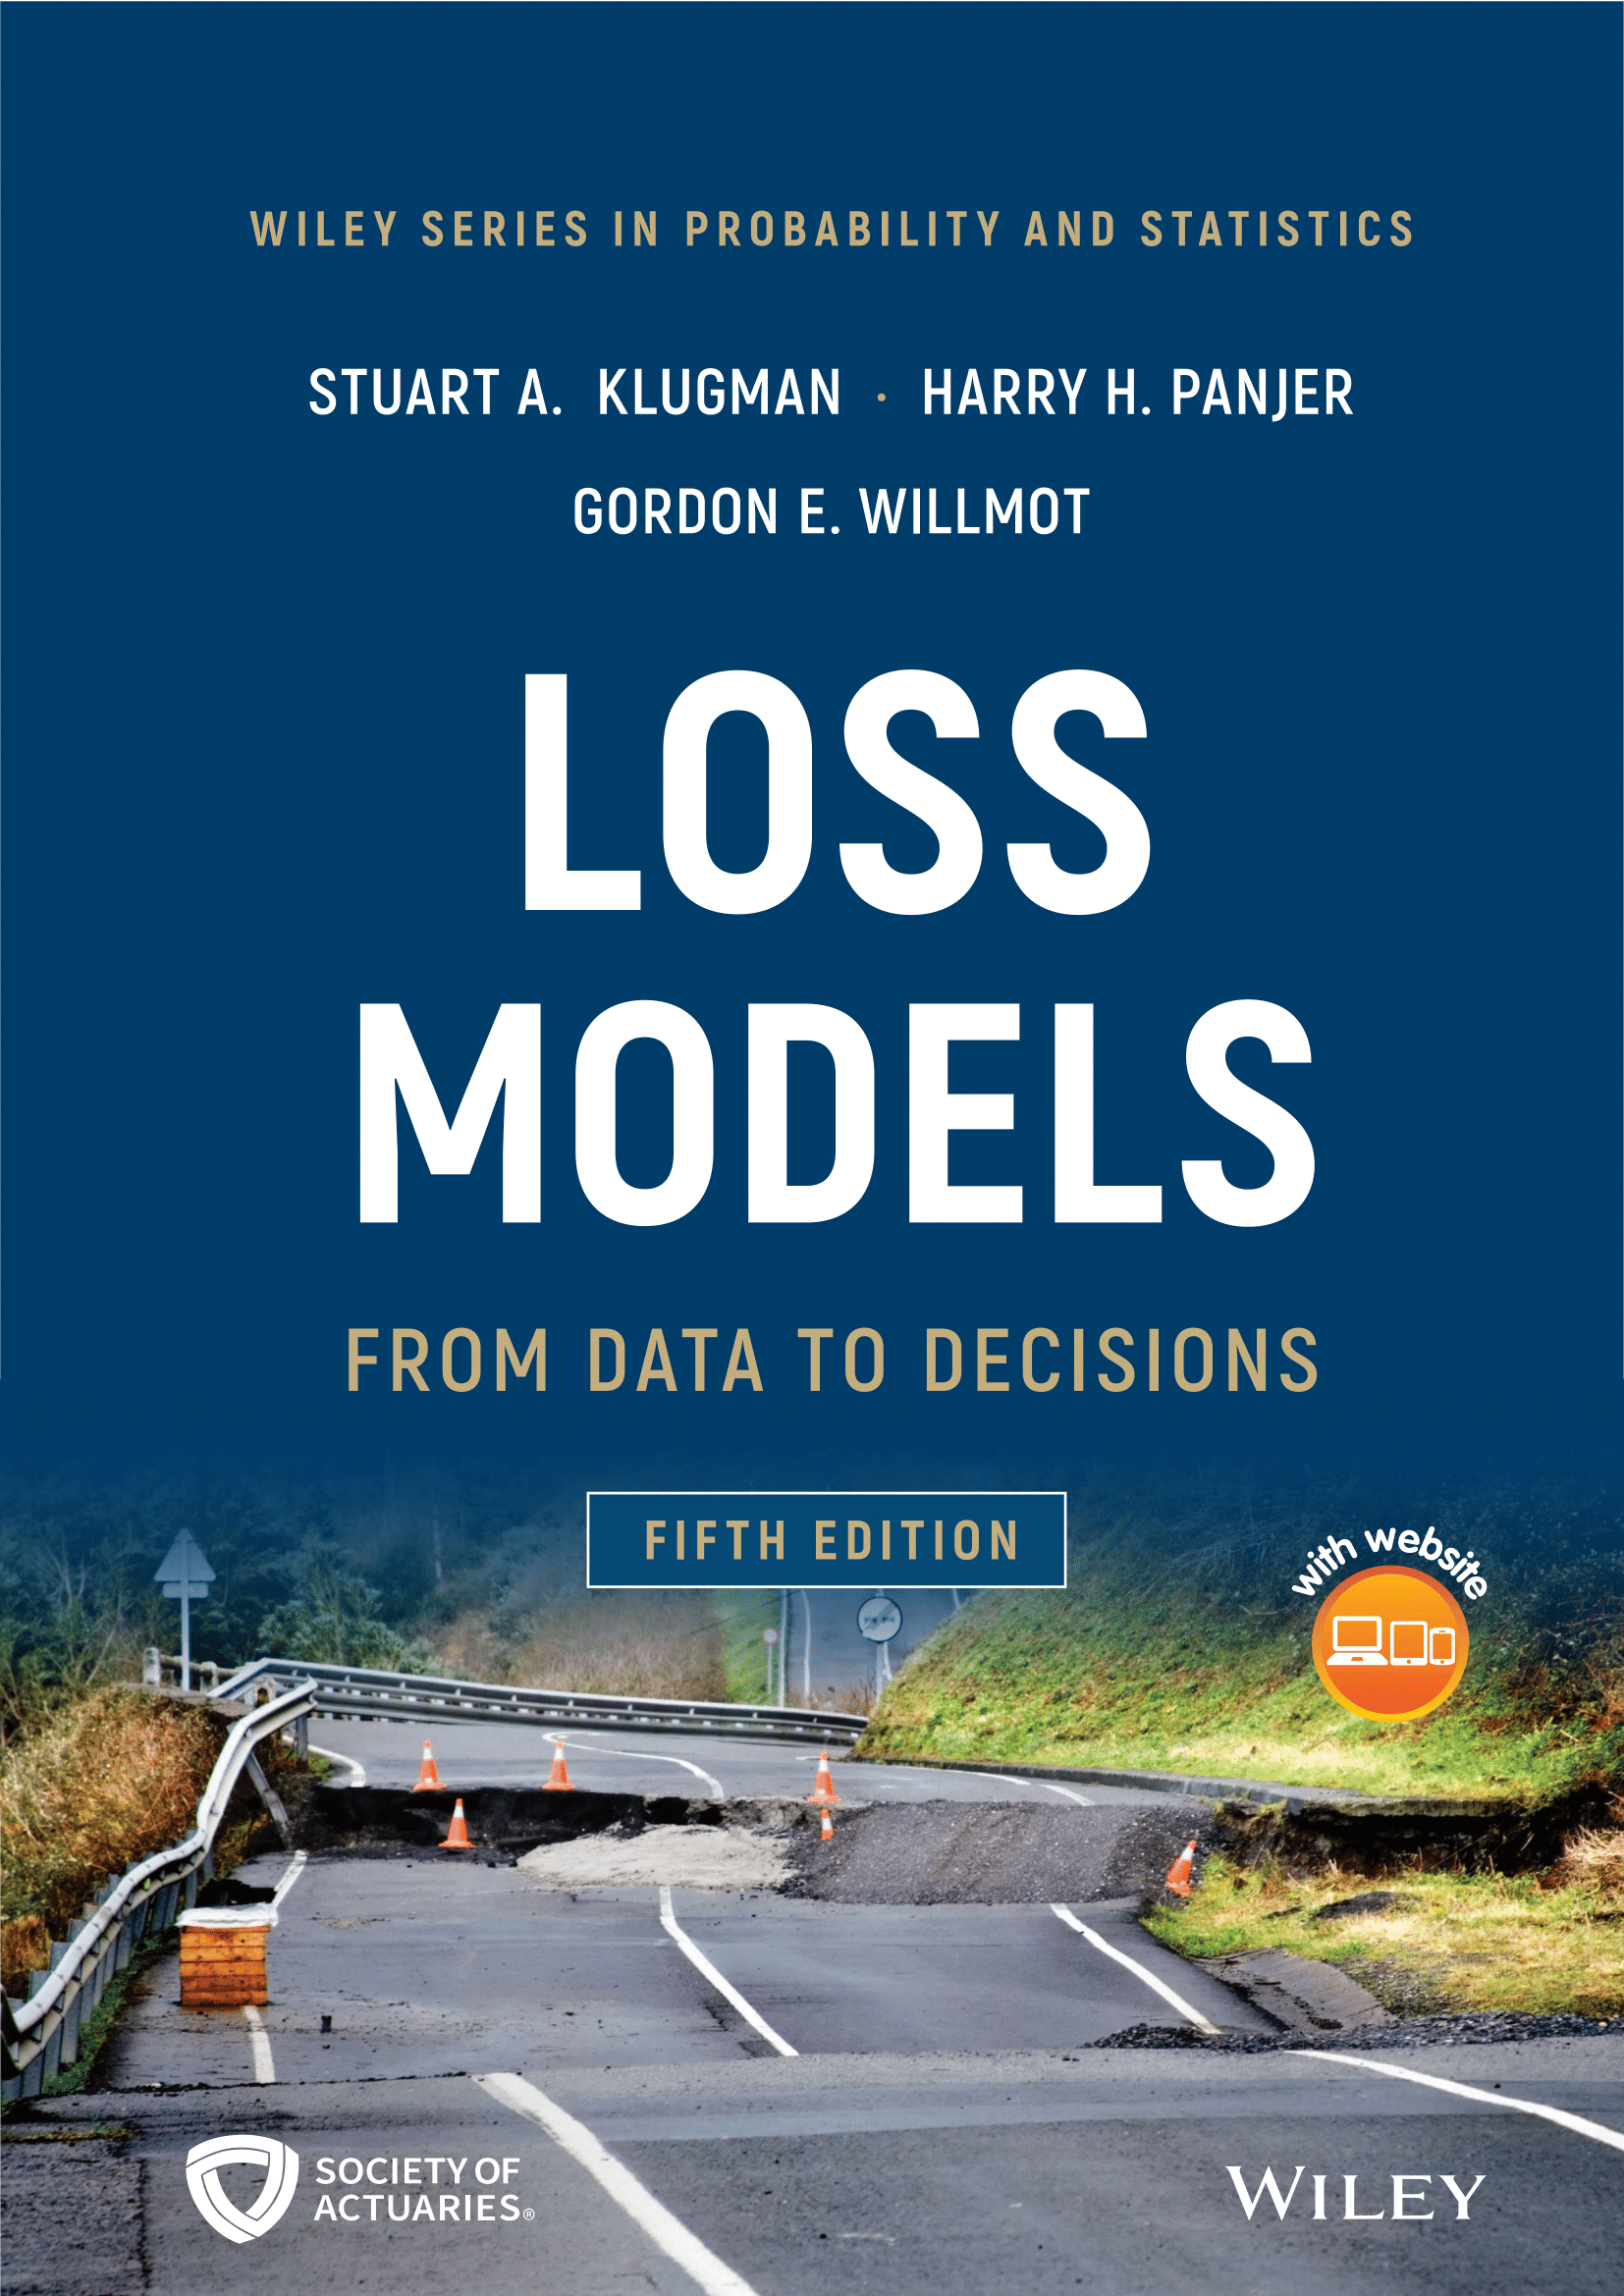 WILEY SERIES IN PROBABILITY AND STATISTICS
STUART A. KLUGMAN · HARRY H. PANJER
GORDON E. WILLMOT
LOSS
MODELS
FROM DATA TO DECISIONS
FIFTH EDITION
with website
SOCIETY OF
ACTUARIES®
WILEY